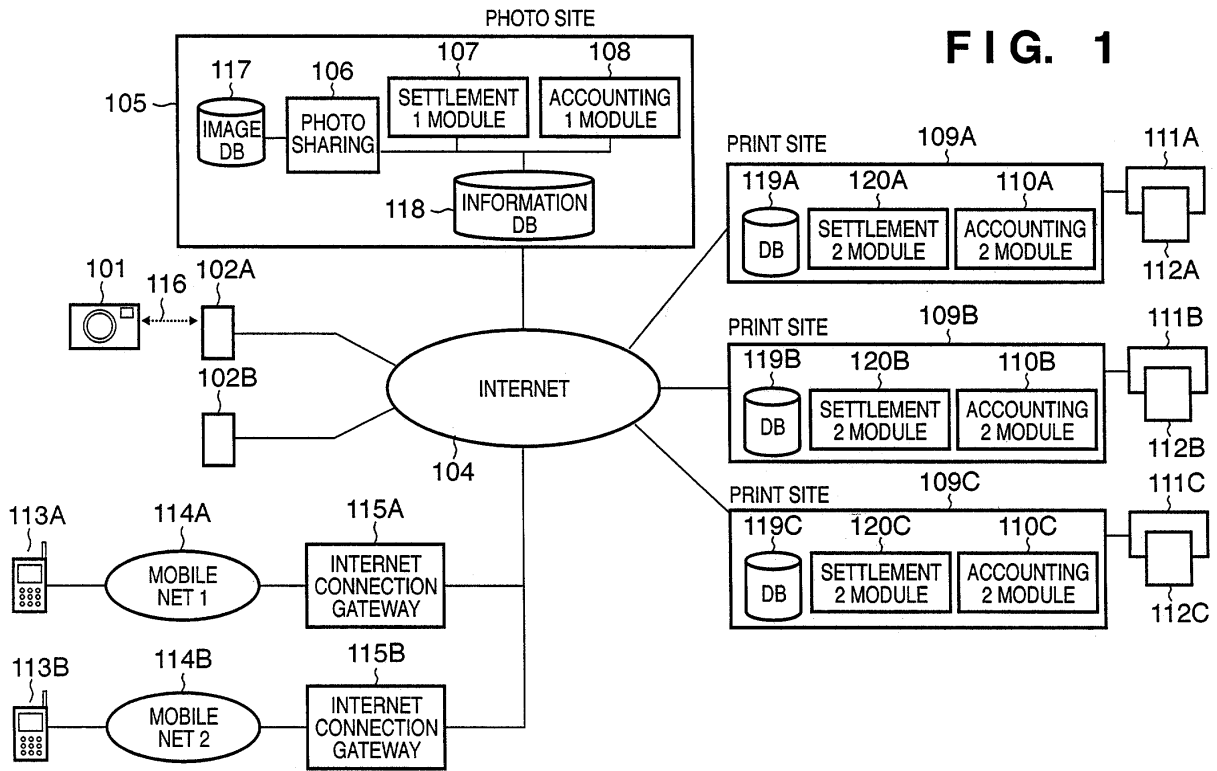 PHOTO SITE
FIG. 1
105
117
106
107
108
IMAGE
DB
PHOTO
SHARING
SETTLEMENT
1 MODULE
ACCOUNTING
1 MODULE
118
INFORMATION
DB
101
116
102A
102B
INTERNET
104
PRINT SITE
109A
111A
119A
120A
110A
DB
SETTLEMENT
2 MODULE
ACCOUNTING
2 MODULE
112A
PRINT SITE
109B
111B
119B
120B
110B
DB
SETTLEMENT
2 MODULE
ACCOUNTING
2 MODULE
112B
PRINT SITE
109C
111C
119C
120C
110C
DB
SETTLEMENT
2 MODULE
ACCOUNTING
2 MODULE
112C
113A
114A
115A
MOBILE
NET 1
INTERNET
CONNECTION
GATEWAY
113B
114B
115B
MOBILE
NET 2
INTERNET
CONNECTION
GATEWAY